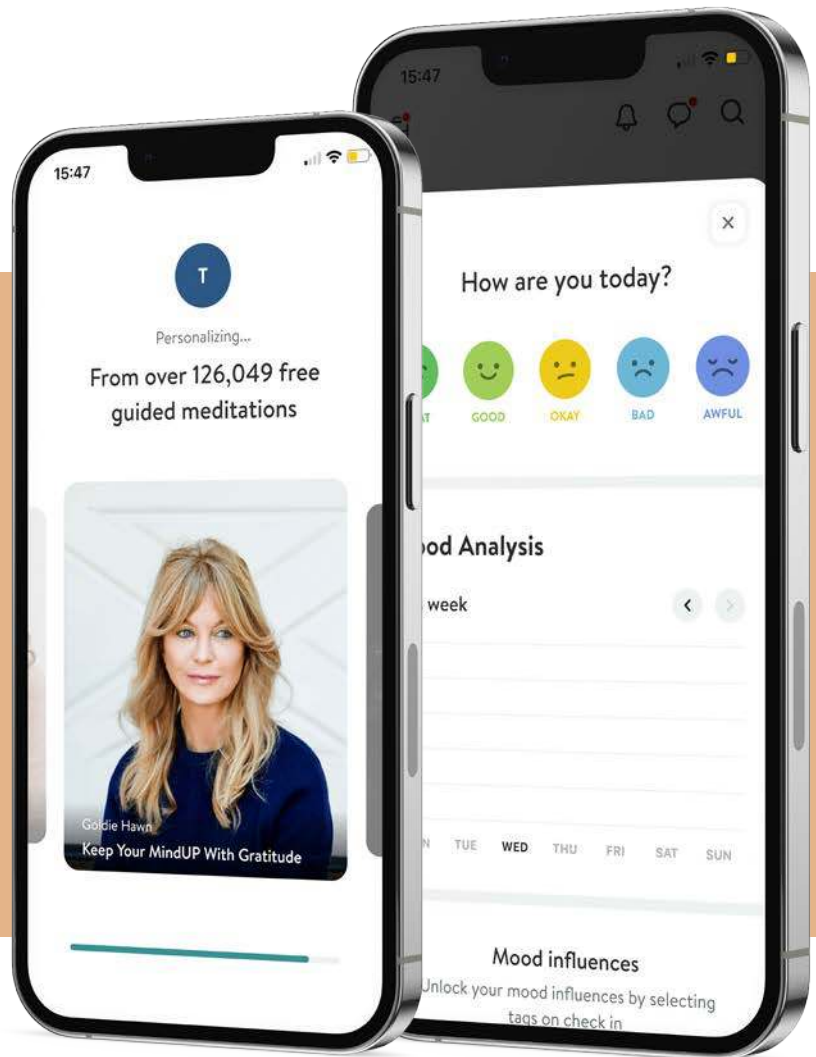 15:47
T
Personalizing...
From over 126,049 free
guided meditations
Goldie Hawn
Keep Your MindUP With Gratitude
15:47
How are you today?
GOOD
OKAY
BAD
AWFUL
Analysis
week
TUE
WED
THU
FRI
SAT
SUN
Mood influences
Unlock your mood influences by selecting
tags on check in